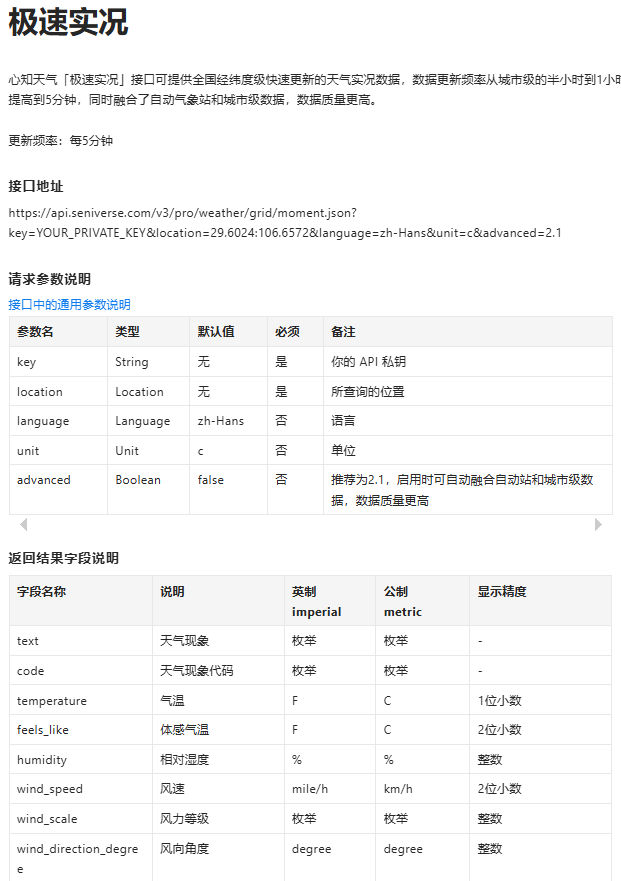 极速实况
心知天气「极速实况」接口可提供全国经纬度级快速更新的天气实况数据，数据更新频率从城市级的半小时到1小时
提高到5分钟，同时融合了自动气象站和城市级数据，数据质量更高。
更新频率：每5分钟
接口地址
https://api.seniverse.com/v3/pro/weather/grid/moment.json?
key=YOUR_PRIVATE_KEY&location=29.6024:106.6572&language=zh-Hans&unit=c&advanced=2.1
请求参数说明
接口中的通用参数说明
参数名 类型 默认值 必须 备注
key String 无 是 你的 API 私钥
location Location 无 是 所查询的位置
language Language zh-Hans 否 语言
unit Unit c 否 单位
advanced Boolean false 否 推荐为2.1，启用时可自动融合自动站和城市级数
据，数据质量更高
返回结果字段说明
字段名称 说明 英制 公制 显示精度
imperial metric
text 天气现象 枚举 枚举 -
code 天气现象代码 枚举 枚举 -
temperature 气温 F C 1位小数
feels_like 体感气温 F C 2位小数
humidity 相对湿度 % % 整数
wind_speed 风速 mile/h km/h 2位小数
wind_scale 风力等级 枚举 枚举 整数
wind_direction_degre 风向角度 degree degree 整数
e